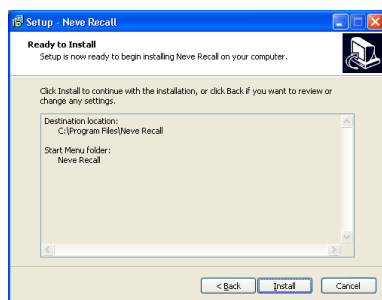 Setup - Neve Recall
Ready to Install
Setup is now ready to begin installing Neve Recall on your computer.
Click Install to continue with the installation, or click Back if you want to review or
change any settings.
Destination location:
C:\Program Files\Neve Recall
Start Menu folder:
Neve Recall
< Back
Install
Cancel